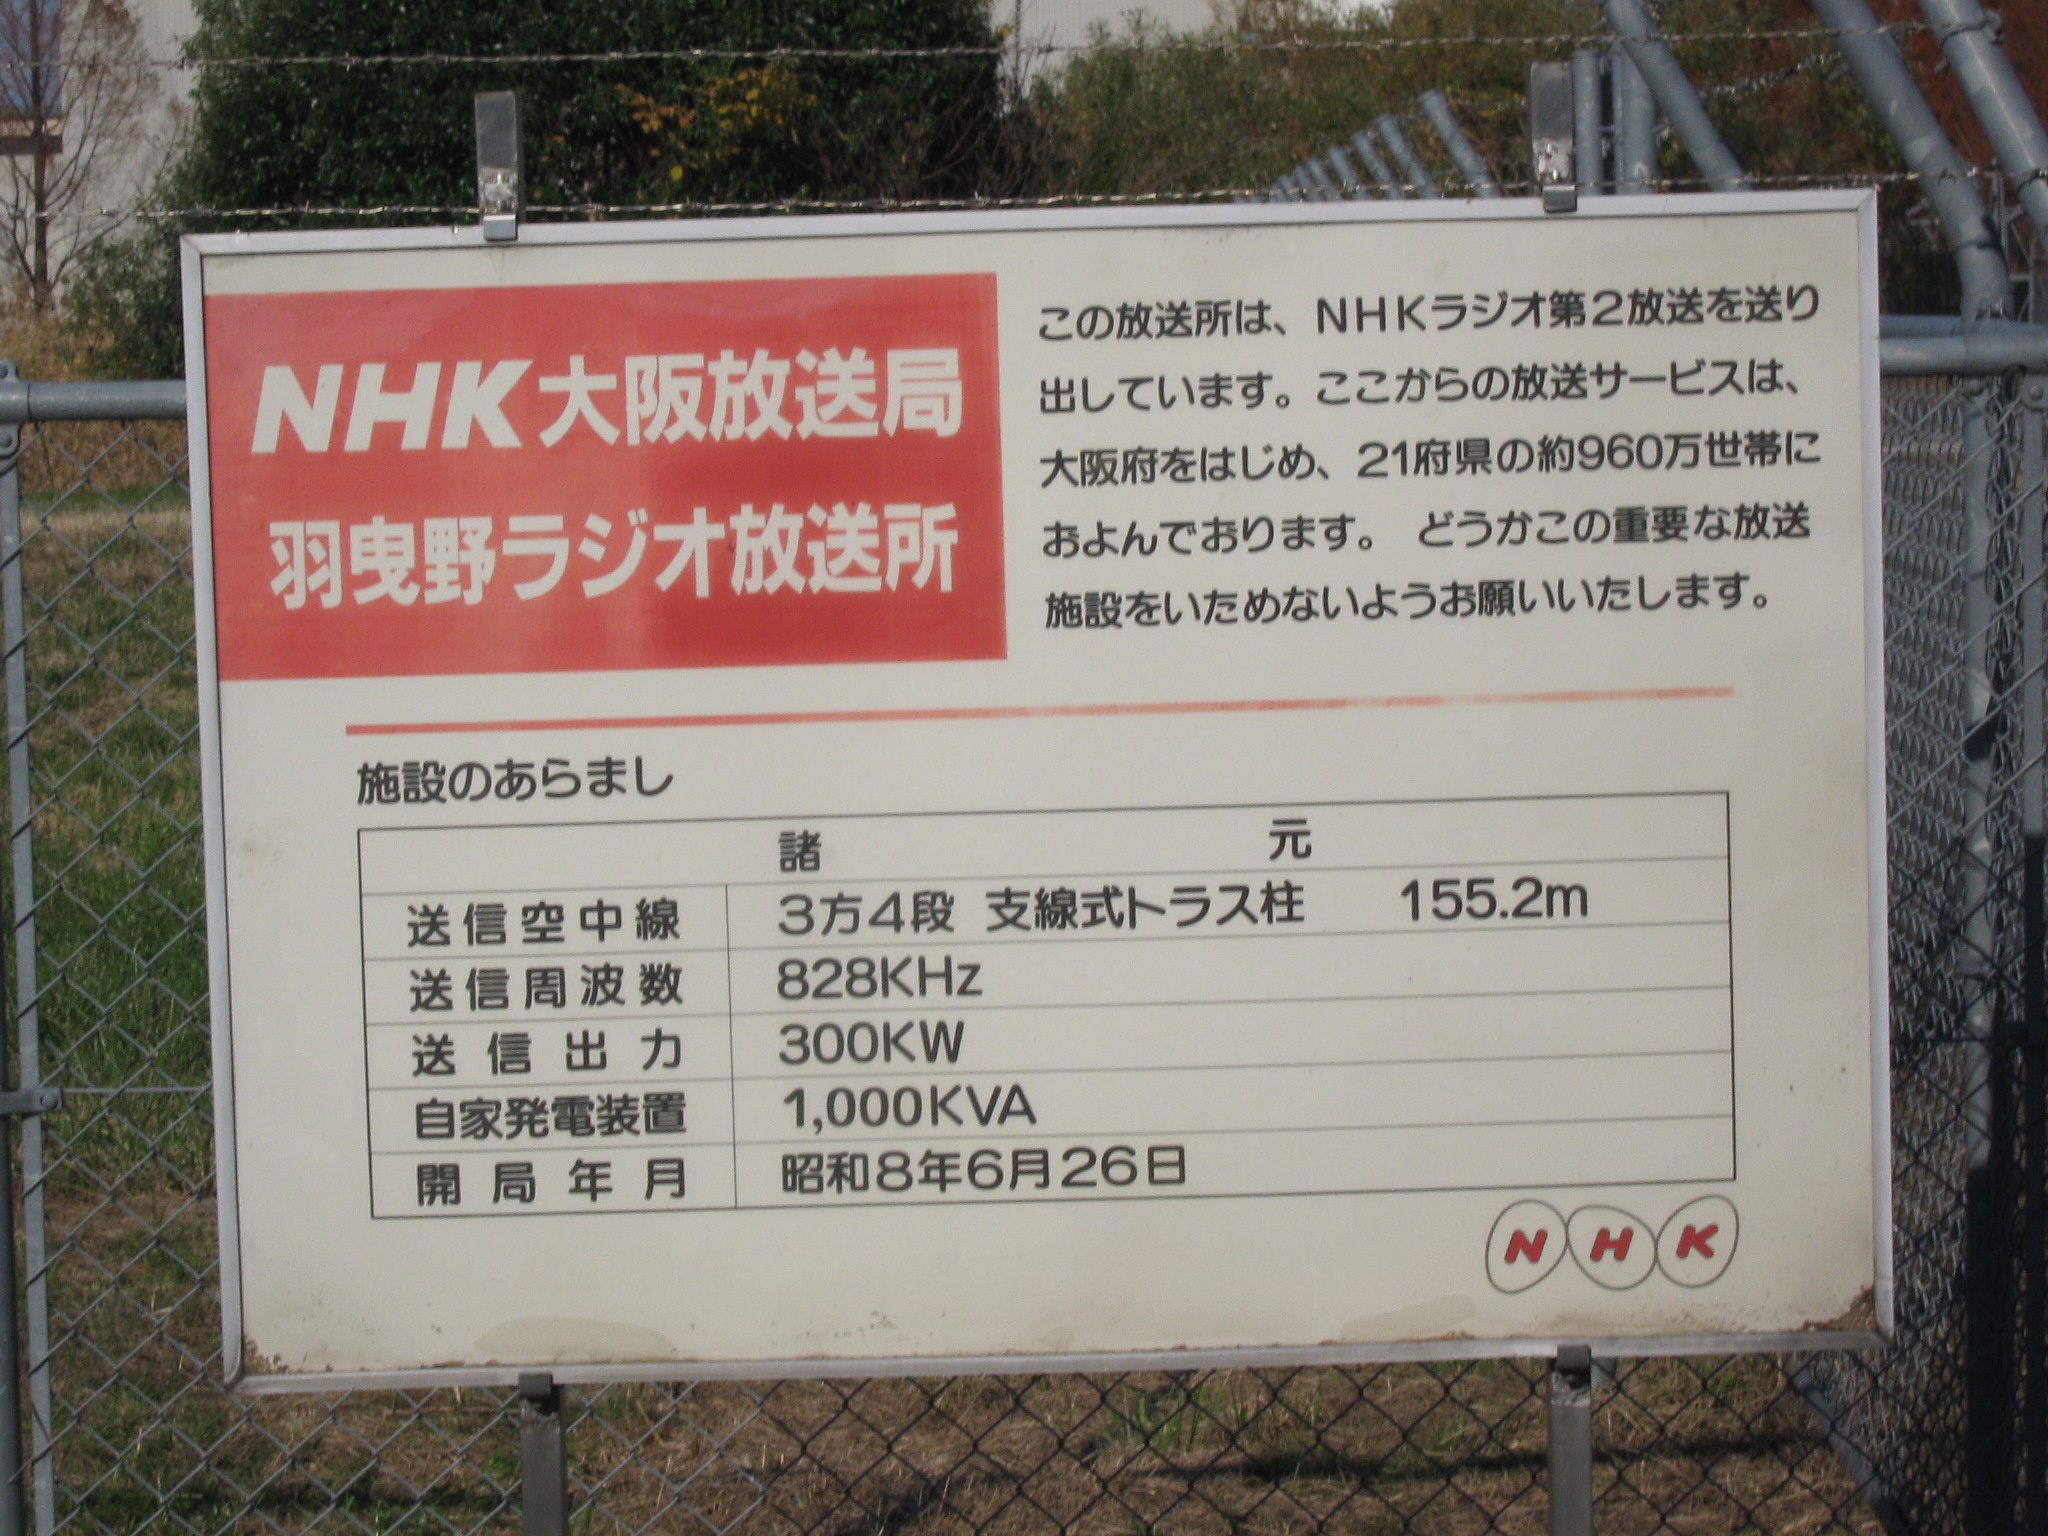 NHK大阪放送局
羽曳野ラジオ放送所
この放送所は、NHKラジオ第2放送を送り
出しています。ここからの放送サービスは、
大阪府をはじめ、21府県の約960万世帯に
およんでおります。 どうかこの重要な放送
施設をいためないようお願いいたします。
施設のあらまし
諸 元
送信空中線 3方4段 支線式トラス柱 155.2m
送信周波数 828KHz
送信出力 300KW
自家発電装置 1,000KVA
開局年月 昭和8年6月26日
NHK